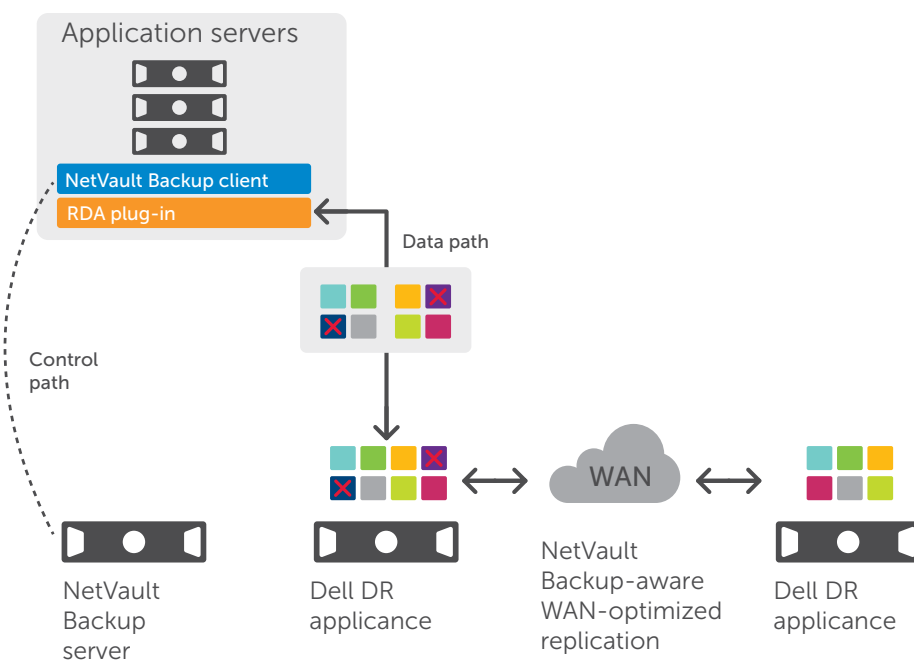 Application servers
NetVault Backup client
RDA plug-in
Data path
Control
path
WAN
NetVault
Backup
server
Dell DR
applicance
NetVault
Backup-aware
WAN-optimized
replication
Dell DR
applicance